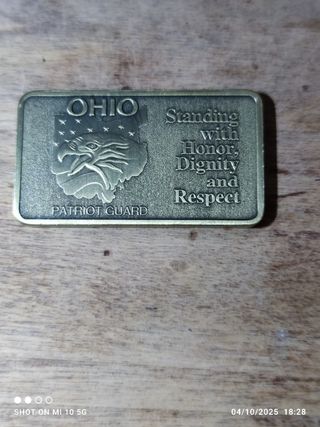 OHIO
PATRIOT GUARD
Standing
with
Honor,
Dignity
and
Respect
SHOT ON MI 10 5G
04/10/2025 18:28